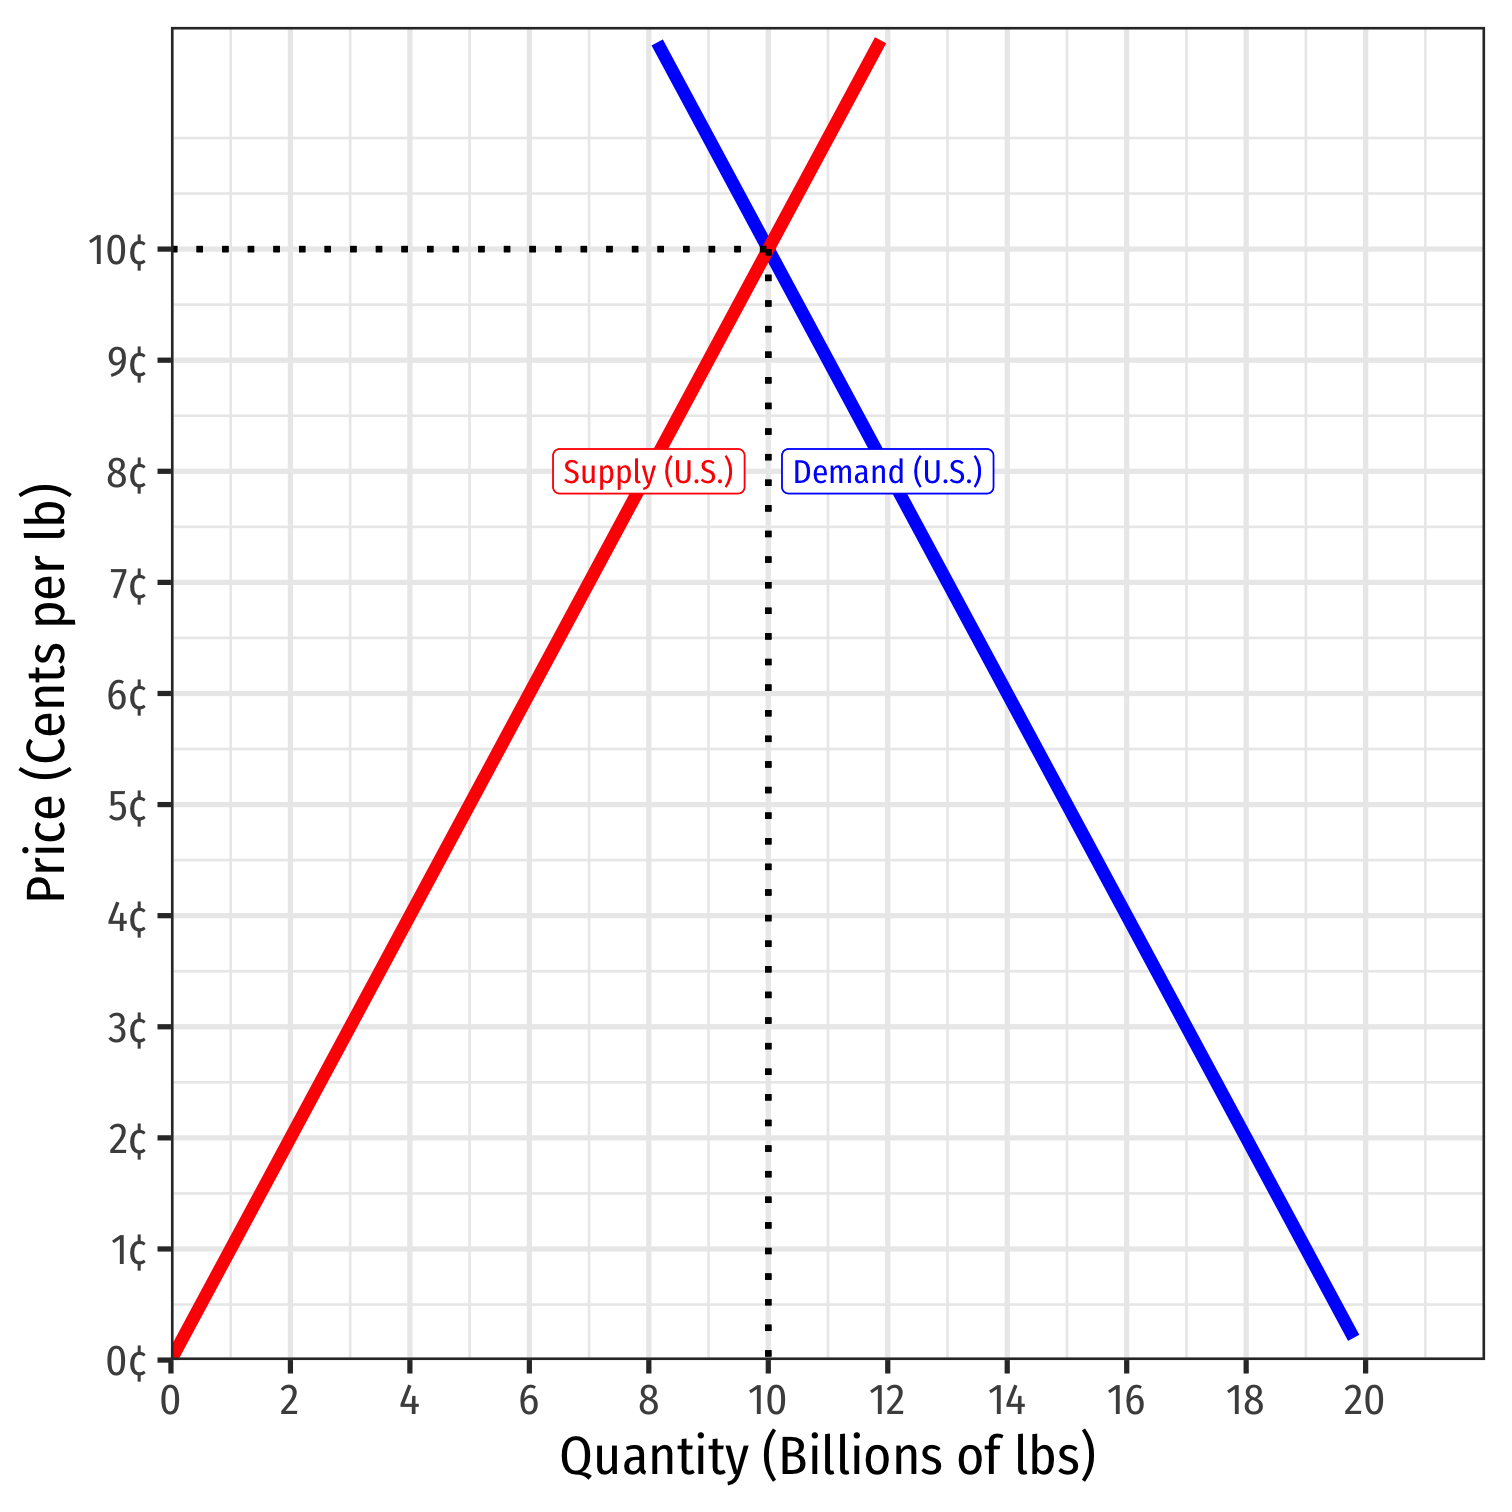 Price (Cents per lb)
10¢
9¢
8¢
7¢
6¢
5¢
4¢
3¢
2¢
1¢
0¢
Supply (U.S.)
Demand (U.S.)
0 2 4 6 8 10 12 14 16 18 20
Quantity (Billions of lbs)